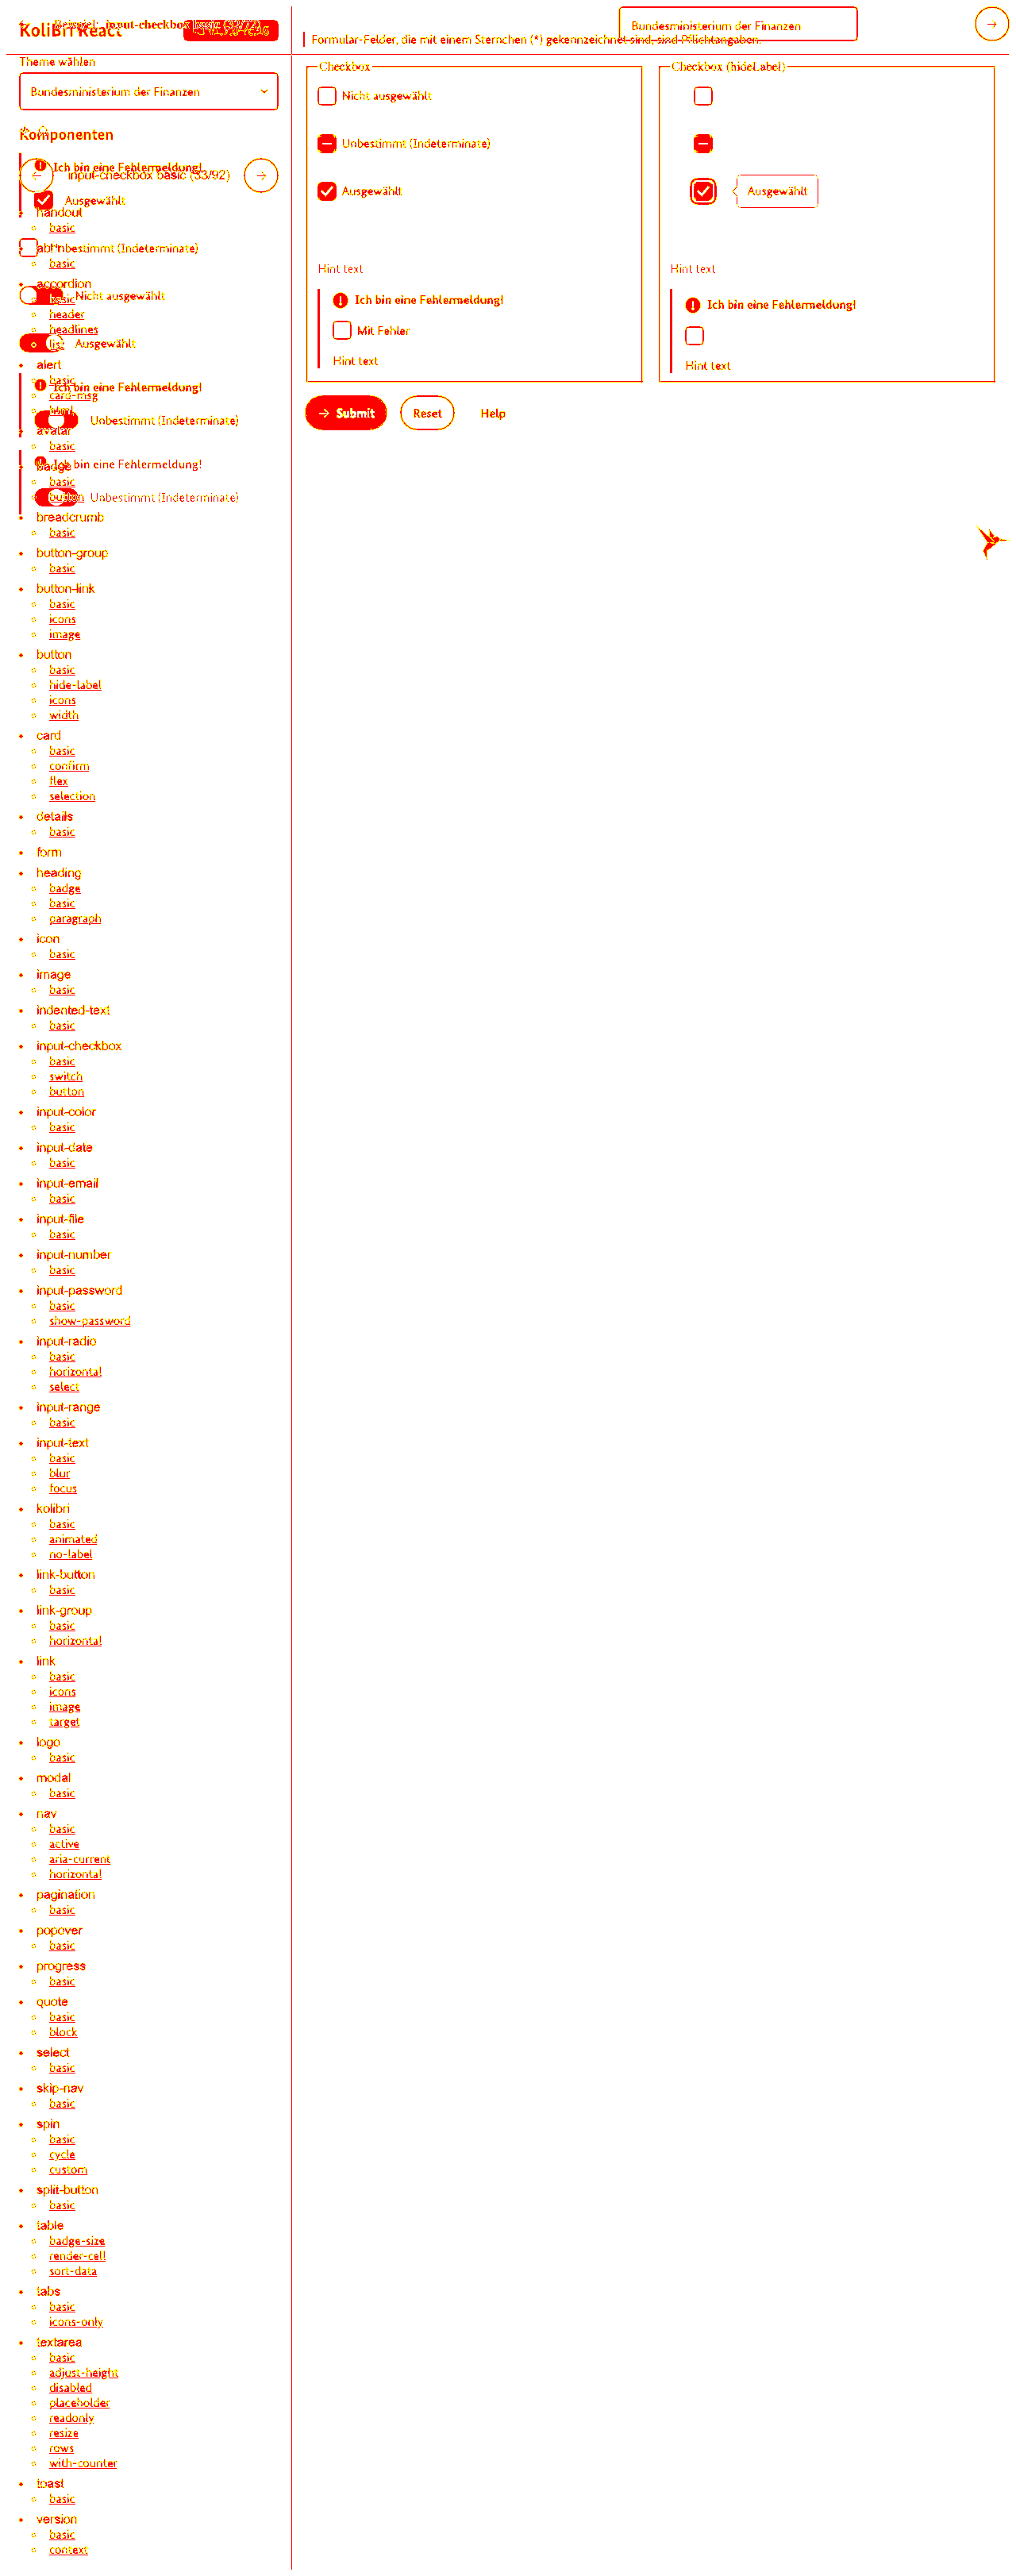 Beispiel: input-checkbox basic
KoliBri React
Theme wählen
Bundesministerium der Finanzen
Komponenten
Ich bin eine Fehlermeldung!
input-checkbox basic (33/92)
Ausgewählt
handout
basic
Unbestimmt (Indeterminate)
basic
accordion
basic
Nicht ausgewählt
header
headlines
Ausgewählt
alert
basic
Ich bin eine Fehlermeldung!
card-msg
html
Unbestimmt (Indeterminate)
avatar
basic
Ich bin eine Fehlermeldung!
badge
basic
button
Unbestimmt (Indeterminate)
breadcrumb
basic
button-group
basic
button-link
basic
icons
image
button
basic
hide-label
icons
width
card
basic
confirm
flex
selection
details
basic
form
heading
badge
basic
paragraph
icon
basic
image
basic
indented-text
basic
input-checkbox
basic
switch
button
input-color
basic
input-date
basic
input-email
basic
input-file
basic
input-number
basic
input-password
basic
show-password
input-radio
basic
horizontal
select
input-range
basic
input-text
basic
blur
focus
kolibri
basic
animated
no-label
link-button
basic
link-group
basic
horizontal
link
basic
icons
image
target
logo
basic
modal
basic
nav
basic
active
aria-current
horizontal
pagination
basic
popover
basic
progress
basic
quote
basic
block
select
basic
skip-nav
basic
spin
basic
cycle
custom
split-button
basic
table
badge-size
render-cell
sort-data
tabs
basic
icons-only
textarea
basic
adjust-height
disabled
placeholder
readonly
resize
rows
with-counter
toast
basic
version
basic
context
Bundesministerium der Finanzen
Formular-Felder, die mit einem Sternchen (*) gekennzeichnet sind, sind Pflichtangaben.
Checkbox
Nicht ausgewählt
Unbestimmt (Indeterminate)
Ausgewählt
Hint text
Ich bin eine Fehlermeldung!
Mit Fehler
Hint text
Checkbox (hideLabel)
Ausgewählt
Hint text
Ich bin eine Fehlermeldung!
Hint text
Submit
Reset
Help